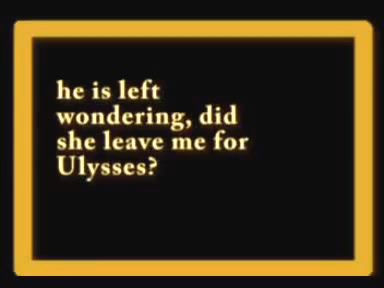 he is left
wondering, did
she leave me for
Ulysses?